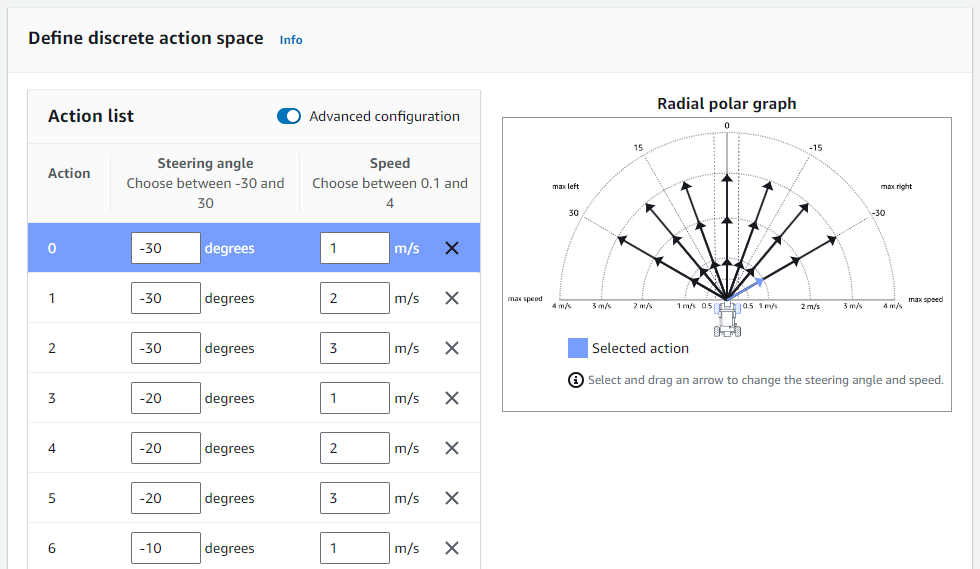 Define discrete action space Info
Action list
Advanced configuration
Action
Steering angle
Choose between -30 and
30
Speed
Choose between 0.1 and
4
0 -30 degrees 1 m/s
1 -30 degrees 2 m/s
2 -30 degrees 3 m/s
3 -20 degrees 1 m/s
4 -20 degrees 2 m/s
5 -20 degrees 3 m/s
6 -10 degrees 1 m/s
Radial polar graph
0
15 -15
max left max right
30 -30
max speed max speed
4 m/s 3 m/s 2 m/s 1 m/s 0.5 0.5 1 m/s 2 m/s 3 m/s 4 m/s
Selected action
Select and drag an arrow to change the steering angle and speed.